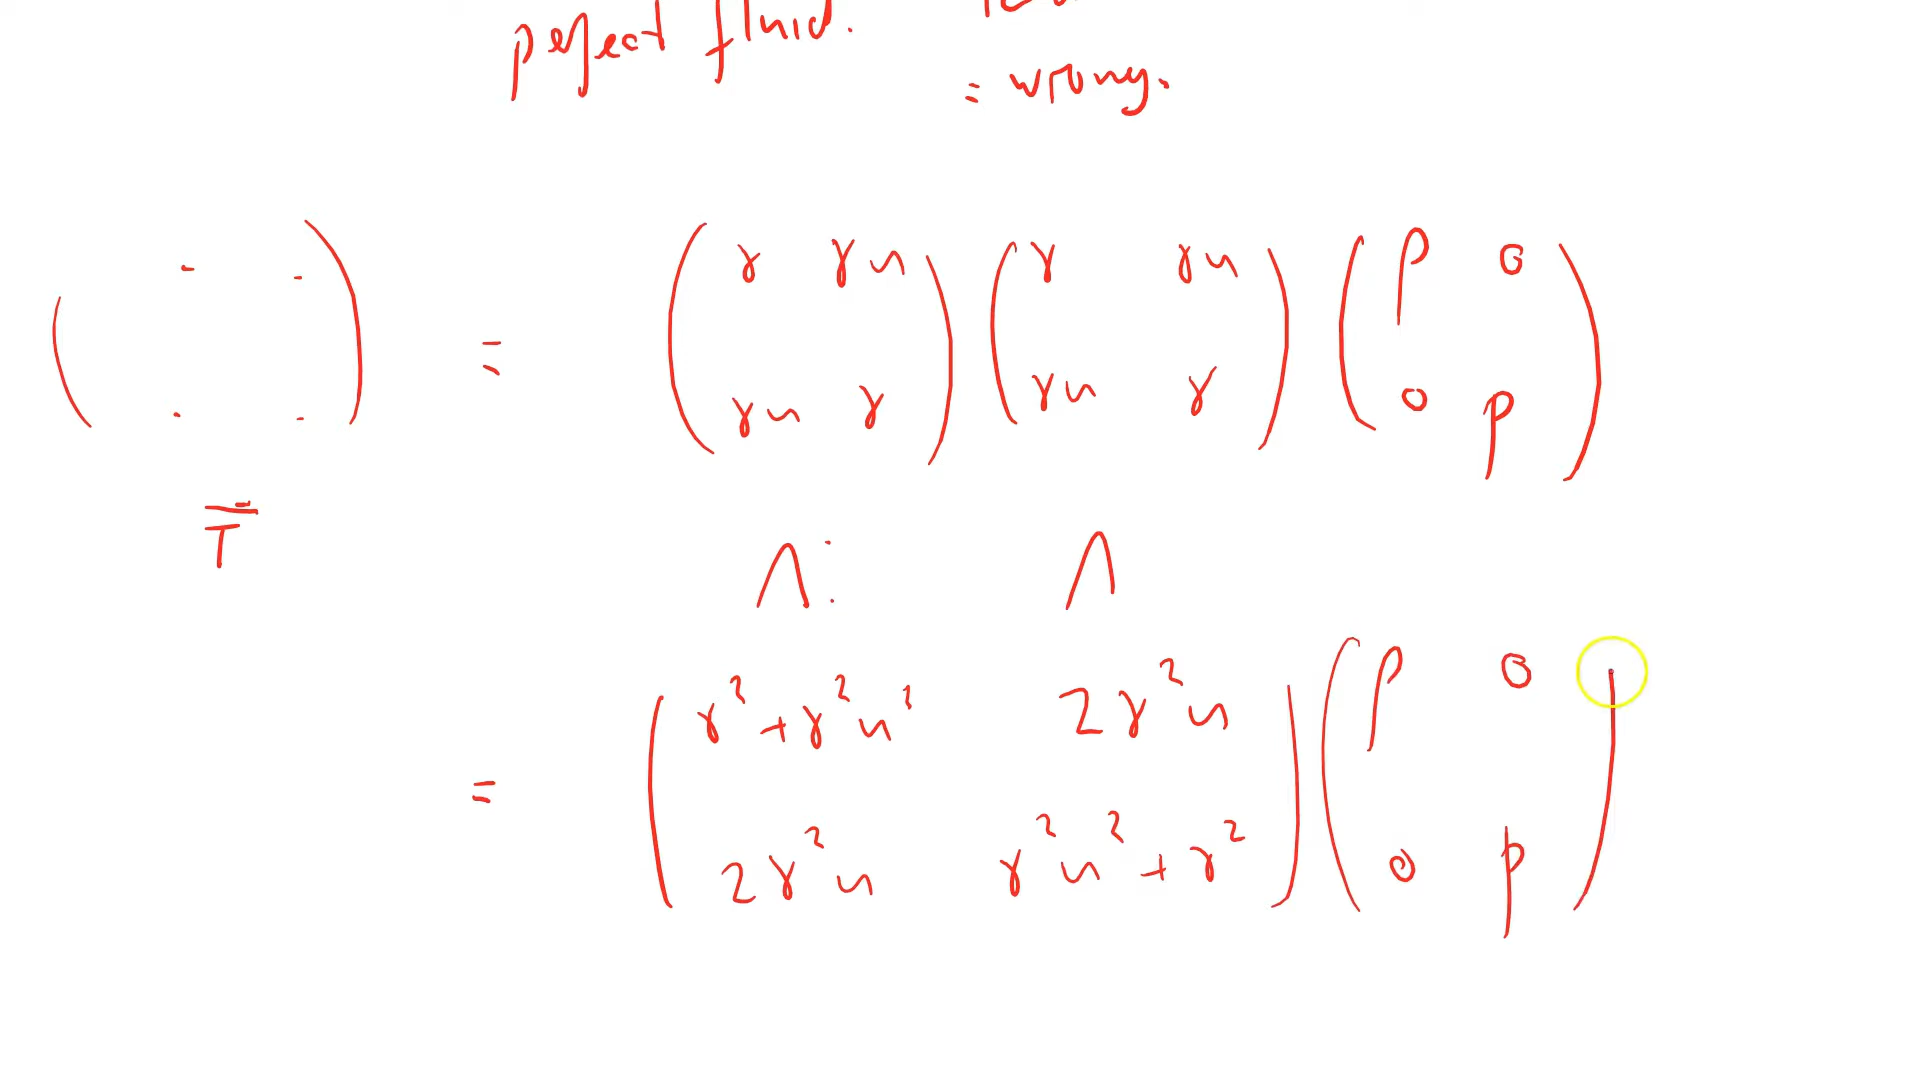 perfect fluid.
= wrong.
( ) = ( γ γu ) ( γ γu ) ( ρ 0 )
( γu γ ) ( γu γ ) ( 0 p )
T
Λ Λ
= ( γ² + γ²u² 2γ²u ) ( ρ 0 )
( 2γ²u γ²u² + γ² ) ( 0 p )